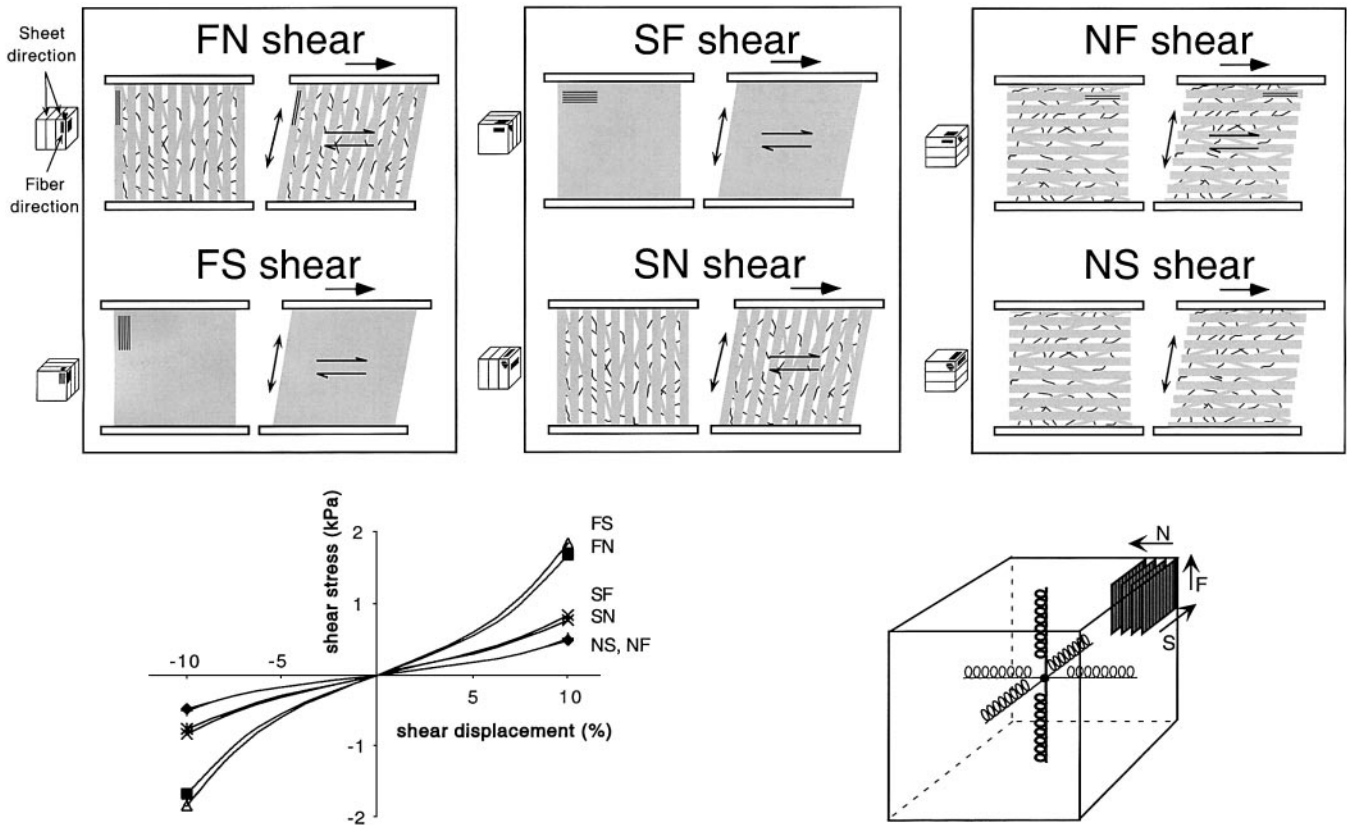 Sheet
direction
Fiber
direction
FN shear
SF shear
NF shear
FS shear
SN shear
NS shear
shear stress (kPa)
2
1
-1
-2
-10
-5
5
10
shear displacement (%)
FS
FN
SF
SN
NS, NF
N
F
S